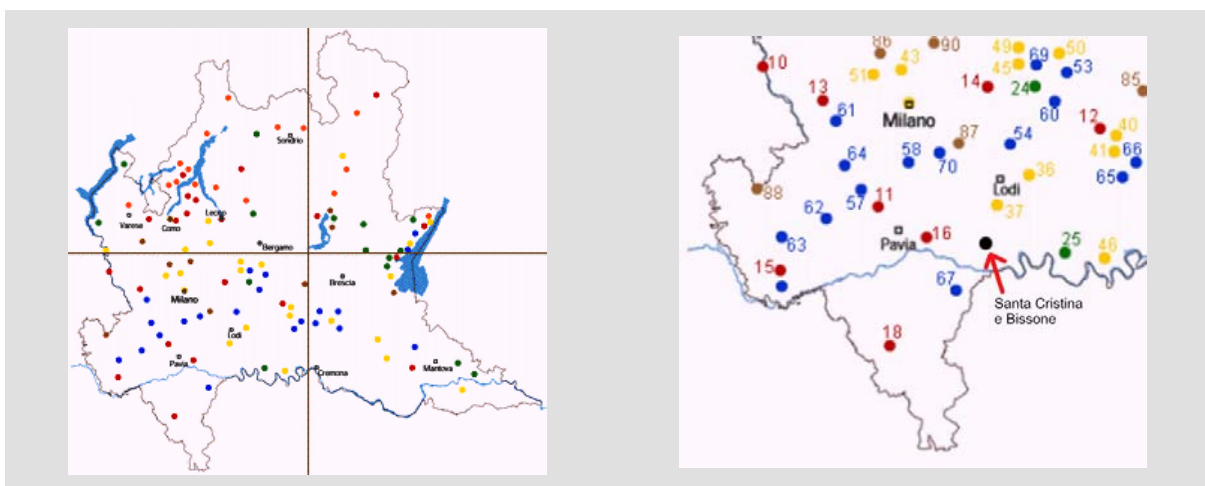 Sondrio
Varese
Como
Lecco
Bergamo
Brescia
Milano
Lodi
Pavia
Cremona
Mantova
86
90
49
50
10
43
69
45
53
51
14
13
24
85
61
60
12
Milano
40
87
54
58
64
70
41
66
36
65
Lodi
88
57
11
37
62
Pavia
16
63
25
46
15
67
Santa Cristina
e Bissone
18